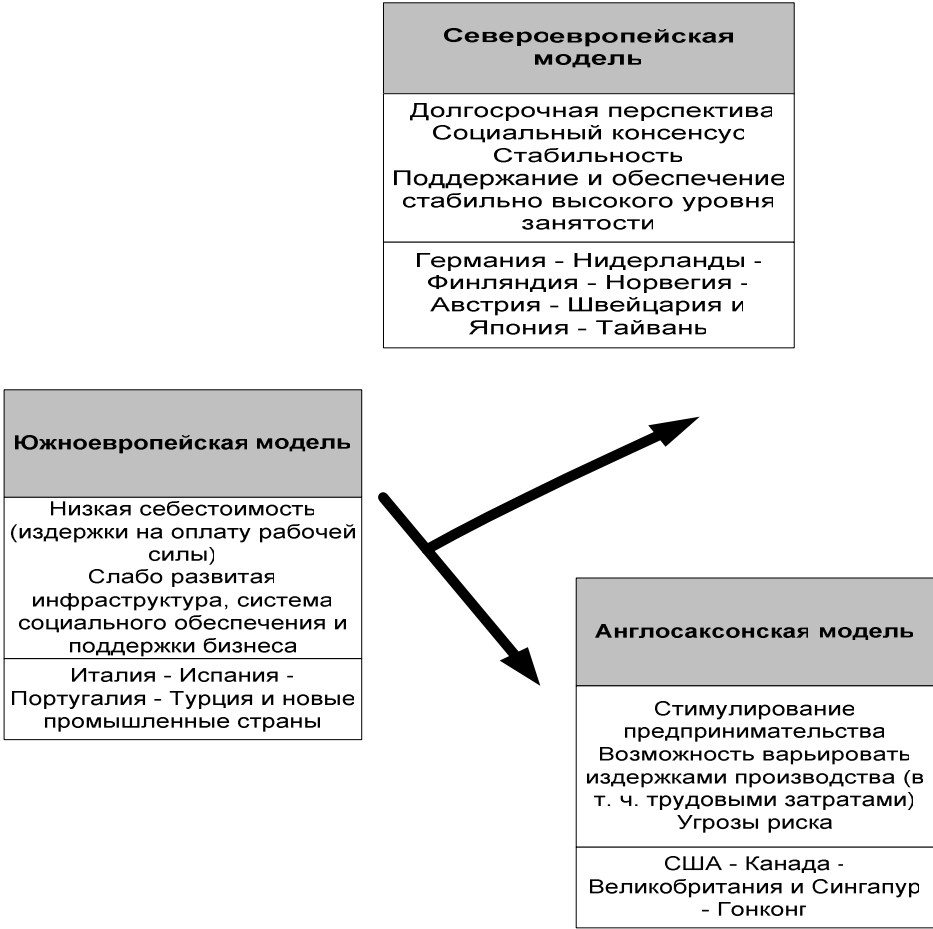 Североевропейская
модель
Долгосрочная перспектива
Социальный консенсус
Стабильность
Поддержание и обеспечение
стабильно высокого уровня
занятости
Германия - Нидерланды -
Финляндия - Норвегия -
Австрия - Швейцария и
Япония - Тайвань
Южноевропейская модель
Низкая себестоимость
(издержки на оплату рабочей
силы)
Слабо развитая
инфраструктура, система
социального обеспечения и
поддержки бизнеса
Италия - Испания -
Португалия - Турция и новые
промышленные страны
Англосаксонская модель
Стимулирование
предпринимательства
Возможность варьировать
издержками производства (в
т. ч. трудовыми затратами)
Угрозы риска
США - Канада -
Великобритания и Сингапур
- Гонконг